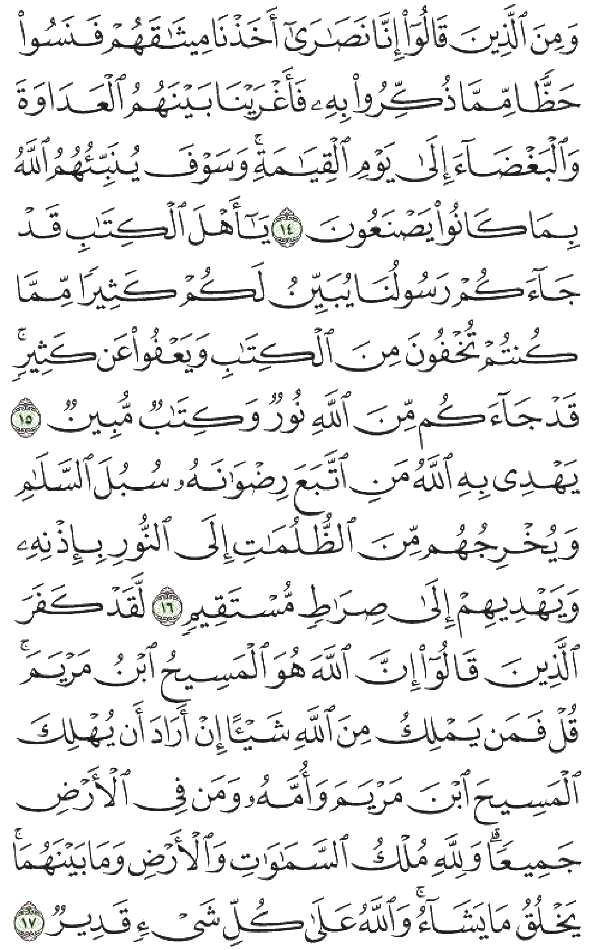 وَمِنَ ٱلَّذِينَ قَالُوٓا۟ إِنَّا نَصَـٰرَىٰٓ أَخَذْنَا مِيثَـٰقَهُمْ فَنَسُوا۟
حَظًّا مِّمَّا ذُكِّرُوا۟ بِهِۦ فَأَغْرَيْنَا بَيْنَهُمُ ٱلْعَدَاوَةَ
وَٱلْبَغْضَآءَ إِلَىٰ يَوْمِ ٱلْقِيَـٰمَةِ ۚ وَسَوْفَ يُنَبِّئُهُمُ ٱللَّهُ
بِمَا كَانُوا۟ يَصْنَعُونَ ١٤ يَـٰٓأَهْلَ ٱلْكِتَـٰبِ قَدْ
جَآءَكُمْ رَسُولُنَا يُبَيِّنُ لَكُمْ كَثِيرًا مِّمَّا
كُنتُمْ تُخْفُونَ مِنَ ٱلْكِتَـٰبِ وَيَعْفُوا۟ عَن كَثِيرٍ ۚ
قَدْ جَآءَكُم مِّنَ ٱللَّهِ نُورٌ وَكِتَـٰبٌ مُّبِينٌ ١٥
يَهْدِى بِهِ ٱللَّهُ مَنِ ٱتَّبَعَ رِضْوَٰنَهُۥ سُبُلَ ٱلسَّلَـٰمِ
وَيُخْرِجُهُم مِّنَ ٱلظُّلُمَـٰتِ إِلَى ٱلنُّورِ بِإِذْنِهِۦ
وَيَهْدِيهِمْ إِلَىٰ صِرَٰطٍ مُّسْتَقِيمٍ ١٦ لَّقَدْ كَفَرَ
ٱلَّذِينَ قَالُوٓا۟ إِنَّ ٱللَّهَ هُوَ ٱلْمَسِيحُ ٱبْنُ مَرْيَمَ ۚ
قُلْ فَمَن يَمْلِكُ مِنَ ٱللَّهِ شَيْـًٔا إِنْ أَرَادَ أَن يُهْلِكَ
ٱلْمَسِيحَ ٱبْنَ مَرْيَمَ وَأُمَّهُۥ وَمَن فِى ٱلْأَرْضِ
جَمِيعًا ۗ وَلِلَّهِ مُلْكُ ٱلسَّمَـٰوَٰتِ وَٱلْأَرْضِ وَمَا بَيْنَهُمَا ۚ
يَخْلُقُ مَا يَشَآءُ ۚ وَٱللَّهُ عَلَىٰ كُلِّ شَىْءٍ قَدِيرٌ ١٧